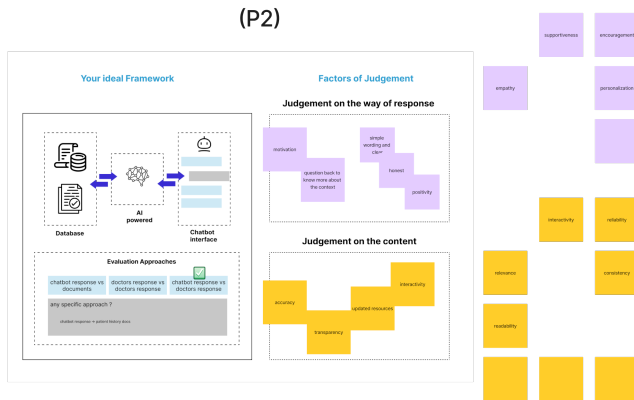 (P2)
Your ideal Framework
Database
AI
powered
Chatbot
interface
Evaluation Approaches
chatbot response vs
documents
doctors response vs
doctors response
chatbot response vs
doctors response
any specific approach ?
chatbot response -> patient history docs
Factors of Judgement
Judgement on the way of response
motivation
question back to
know more about
the context
simple
wording and
clear
honest
positivity
Judgement on the content
accuracy
transparency
updated resources
interactivity
supportiveness
encouragement
empathy
personalization
interactivity
reliability
relevance
consistency
readability